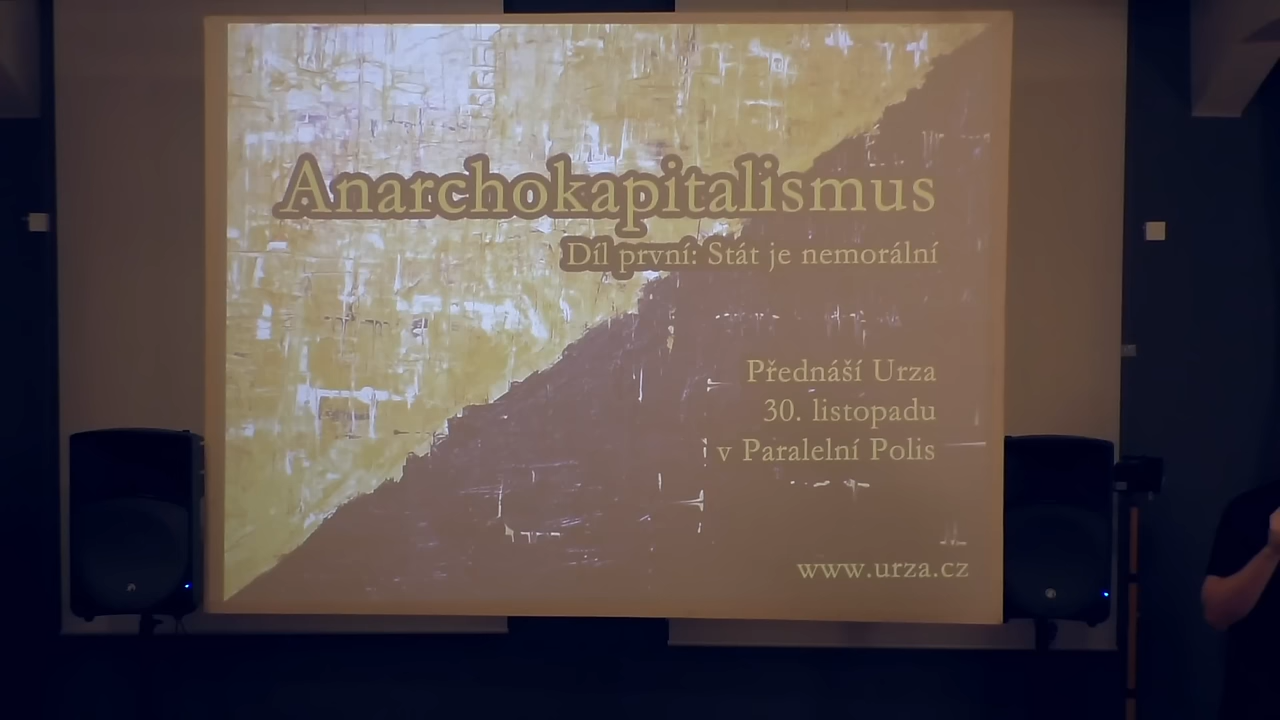 Anarchokapitalismus
Díl první: Stát je nemorální
Přednáší Urza
30. listopadu
v Paralelní Polis
www.urza.cz